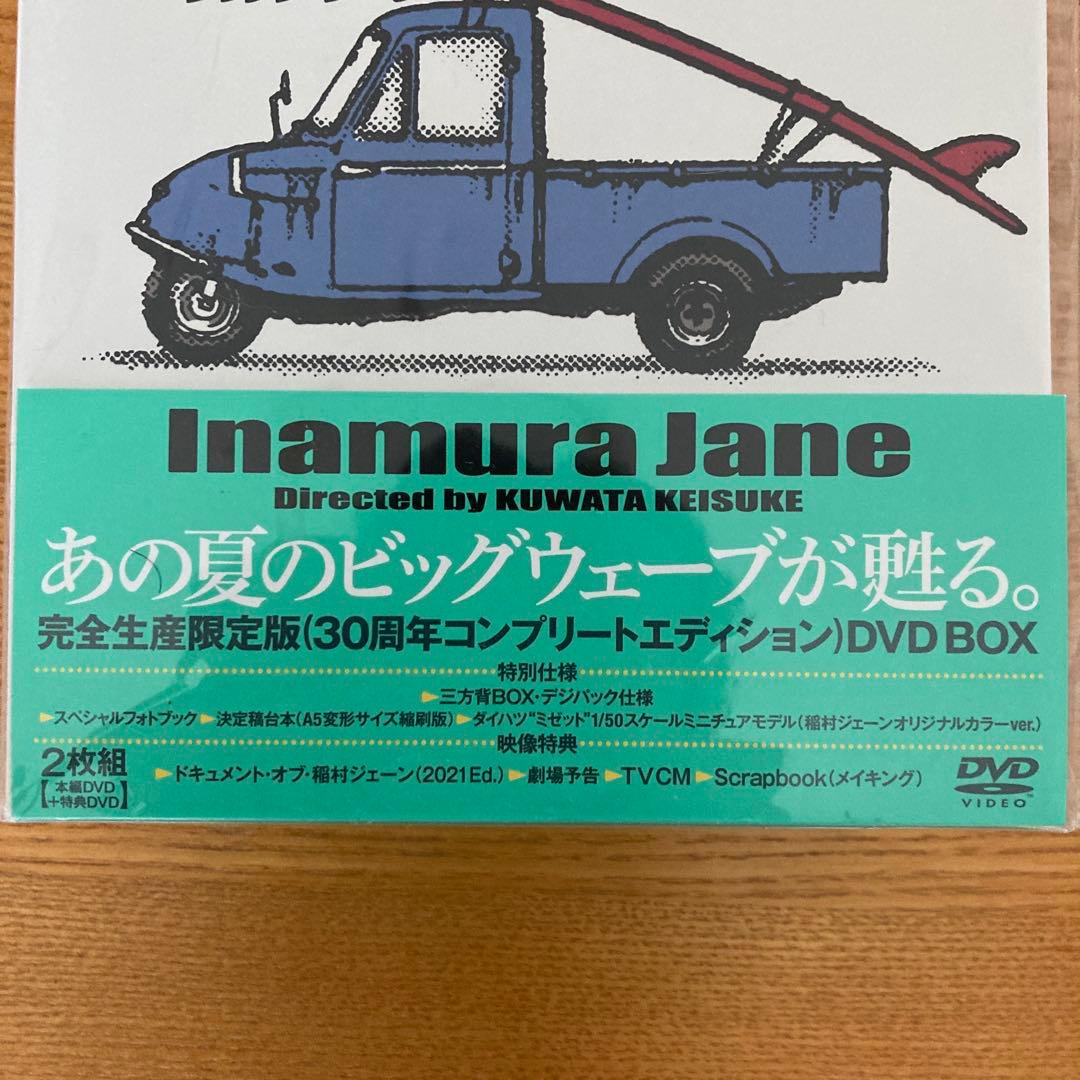 Inamura Jane
Directed by KUWATA KEISUKE
あの夏のビッグウェーブが甦る。
完全生産限定版(30周年コンプリートエディション)DVD BOX
特別仕様
▶三方背BOX・デジパック仕様
▶スペシャルフォトブック▶決定稿台本(A5変形サイズ縮刷版)▶ダイハツ"ミゼット"1/50スケールミニチュアモデル(稲村ジェーンオリジナルカラーver.)
映像特典
2枚組
【本編DVD
+特典DVD】
▶ドキュメント・オブ・稲村ジェーン(2021Ed.)▶劇場予告▶TVCM▶Scrapbook(メイキング)
DVD
VIDEO™